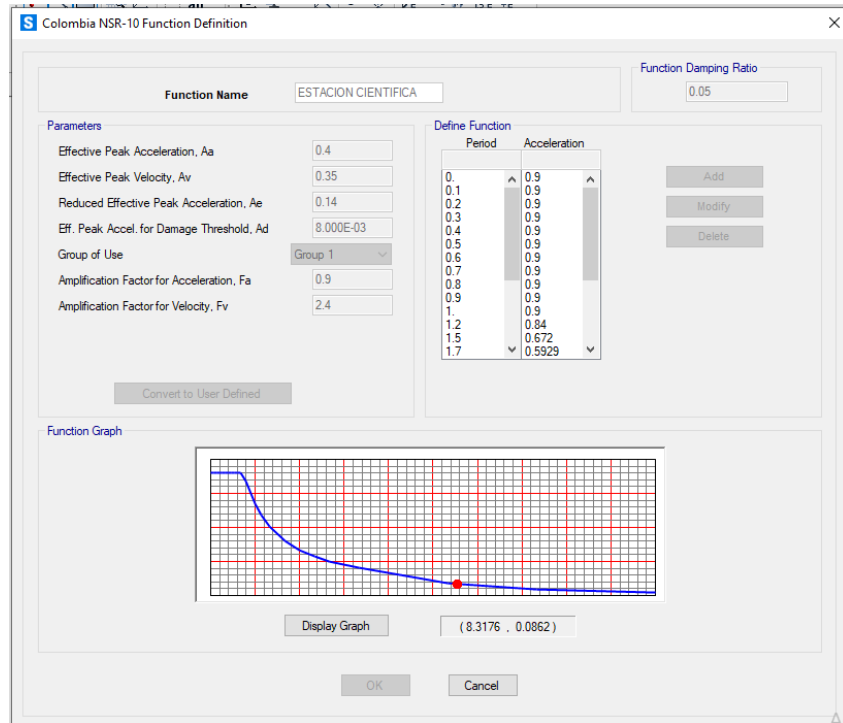 Colombia NSR-10 Function Definition
Function Name
ESTACION CIENTIFICA
Function Damping Ratio
0.05
Parameters
Effective Peak Acceleration, Aa
0.4
Effective Peak Velocity, Av
0.35
Reduced Effective Peak Acceleration, Ae
0.14
Eff. Peak Accel. for Damage Threshold, Ad
8.000E-03
Group of Use
Group 1
Amplification Factor for Acceleration, Fa
0.9
Amplification Factor for Velocity, Fv
2.4
Convert to User Defined
Define Function
Period Acceleration
0. 0.9
0.1 0.9
0.2 0.9
0.3 0.9
0.4 0.9
0.5 0.9
0.6 0.9
0.7 0.9
0.8 0.9
0.9 0.9
1. 0.9
1.2 0.84
1.5 0.672
1.7 0.5929
Add
Modify
Delete
Function Graph
Display Graph
(8.3176 , 0.0862)
OK
Cancel